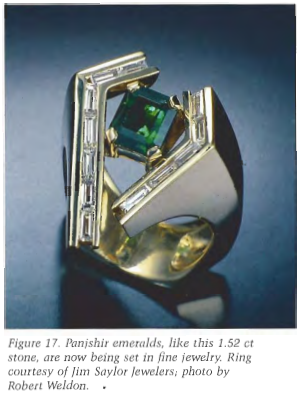 Figure 17. Panjshir emeralds, like this 1.52 ct
stone, are now being set in fine jewelry. Ring
courtesy of Jim Saylor Jewelers; photo by
Robert Weldon.